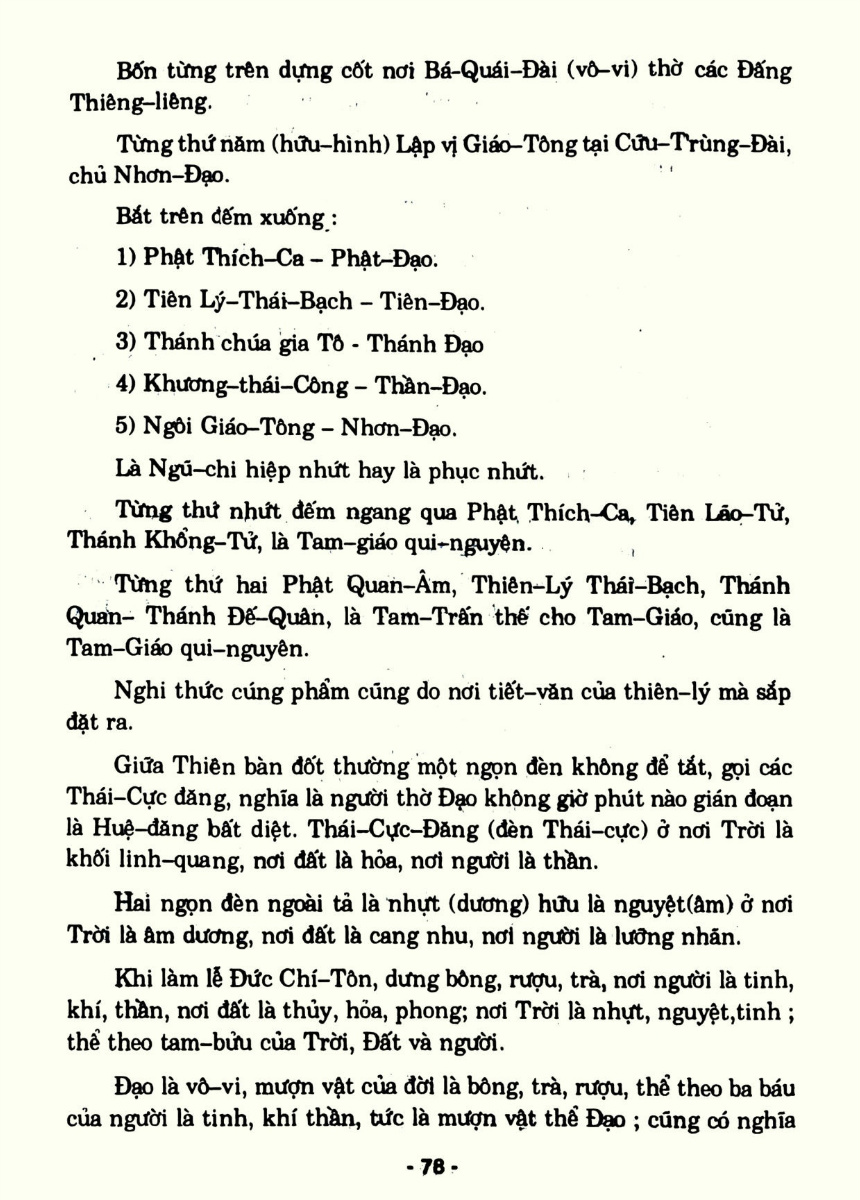 Bốn từng trên dựng cốt nơi Bá-Quái-Đài (vô-vi) thờ các Đấng
Thiêng-liêng.
Từng thứ năm (hữu-hình) Lập vị Giáo-Tông tại Cửu-Trùng-Đài,
chủ Nhơn-Đạo.
Bắt trên đếm xuống :
1) Phật Thích-Ca - Phật-Đạo.
2) Tiên Lý-Thái-Bạch - Tiên-Đạo.
3) Thánh chúa gia Tô - Thánh Đạo
4) Khương-thái-Công - Thần-Đạo.
5) Ngôi Giáo-Tông - Nhơn-Đạo.
Là Ngũ-chi hiệp nhứt hay là phục nhứt.
Từng thứ nhứt đếm ngang qua Phật Thích-Ca, Tiên Lão-Tử,
Thánh Khổng-Tử, là Tam-giáo qui-nguyên.
Từng thứ hai Phật Quan-Âm, Thiên-Lý Thái-Bạch, Thánh
Quan- Thánh Đế-Quân, là Tam-Trấn thế cho Tam-Giáo, cũng là
Tam-Giáo qui-nguyên.
Nghi thức cúng phẩm cũng do nơi tiết-văn của thiên-lý mà sắp
đặt ra.
Giữa Thiên bàn đốt thường một ngọn đèn không để tắt, gọi các
Thái-Cực đăng, nghĩa là người thờ Đạo không giờ phút nào gián đoạn
là Huệ-đăng bất diệt. Thái-Cực-Đăng (đèn Thái-cực) ở nơi Trời là
khối linh-quang, nơi đất là hỏa, nơi người là thần.
Hai ngọn đèn ngoài tả là nhựt (dương) hữu là nguyệt(âm) ở nơi
Trời là âm dương, nơi đất là cang nhu, nơi người là lưỡng nhãn.
Khi làm lễ Đức Chí-Tôn, dưng bông, rượu, trà, nơi người là tinh,
khí, thần, nơi đất là thủy, hỏa, phong; nơi Trời là nhựt, nguyệt,tinh ;
thể theo tam-bửu của Trời, Đất và người.
Đạo là vô-vi, mượn vật của đời là bông, trà, rượu, thể theo ba báu
của người là tinh, khí thần, tức là mượn vật thể Đạo ; cũng có nghĩa
- 78 -